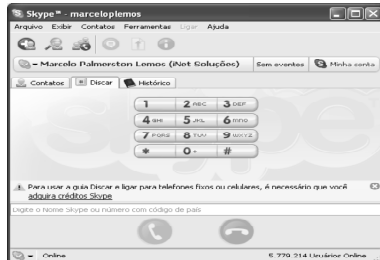 Skype™ - marceloplemos
Arquivo Exibir Contatos Ferramentas Ligar Ajuda
Marcelo Palmerston Lemos (iNet Soluções) Sem eventos Minha conta
Contatos Discar Histórico
1 2 ABC 3 DEF
4 GHI 5 JKL 6 MNO
7 PQRS 8 TUV 9 WXYZ
* 0 #
Para usar a guia Discar e ligar para telefones fixos ou celulares, é necessário que você
adquira créditos Skype
Digite o Nome Skype ou número com código de país
Online 5.779.214 Usuários Online